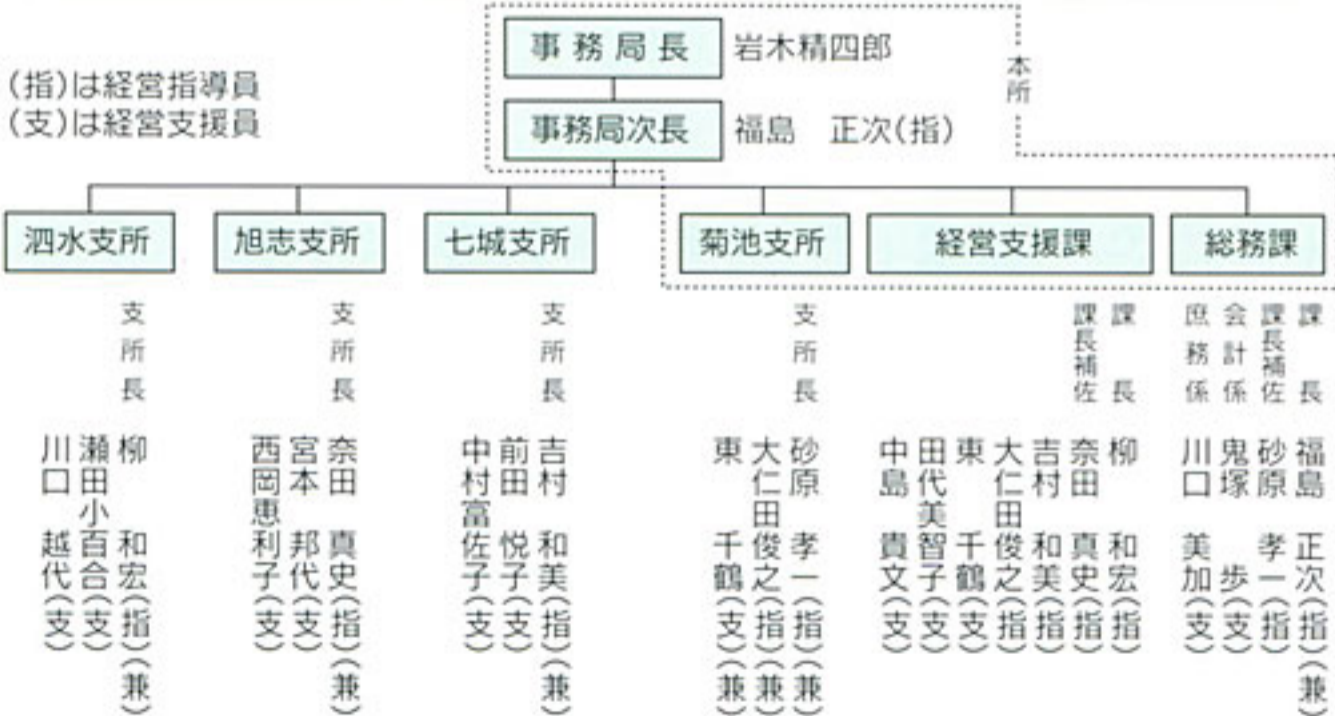 事務局長　岩木精四郎
本所
(指)は経営指導員
(支)は経営支援員
事務局次長　福島　正次(指)
泗水支所
支所長　柳　和宏(指)(兼)
瀬田小百合(支)
川口　越代(支)
旭志支所
支所長　奈田　真史(指)(兼)
宮本　邦代(支)
西岡恵利子(支)
七城支所
支所長　吉村　和美(指)(兼)
前田　悦子(支)
中村富佐子(支)
菊池支所
支所長　砂原　孝一(指)(兼)
大仁田俊之(指)(兼)
東　千鶴(支)(兼)
経営支援課
課長　柳　和宏(指)
課長補佐　奈田　真史(指)
吉村　和美(指)
大仁田俊之(指)
東　千鶴(支)
田代美智子(支)
中島　貴文(支)
総務課
課長　福島　正次(指)(兼)
課長補佐　砂原　孝一(指)
会計係　鬼塚　歩(支)
庶務係　川口　美加(支)